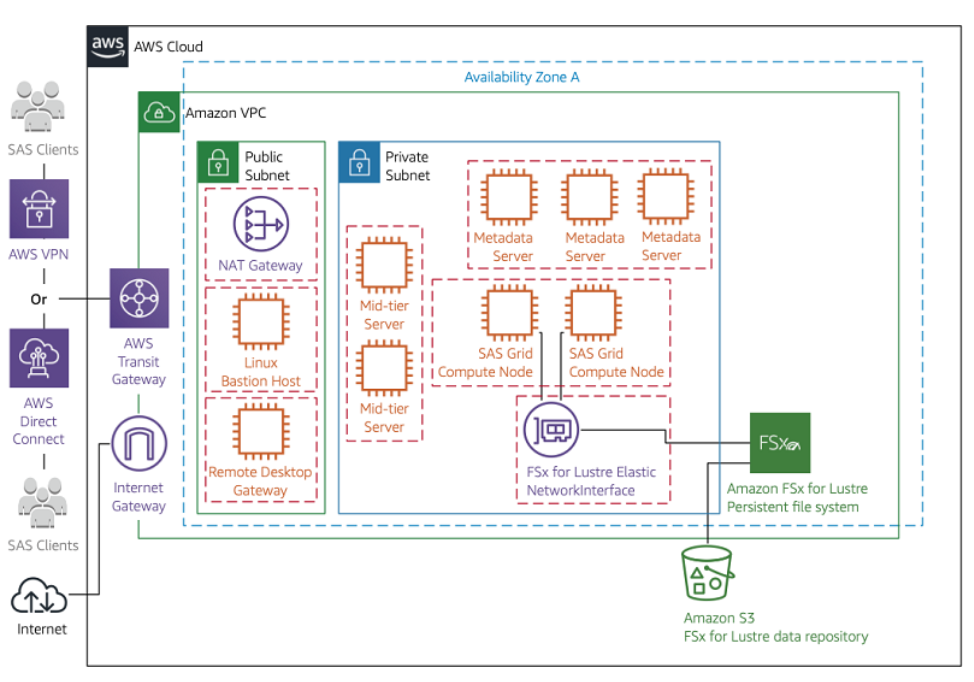 aws
AWS Cloud
Availability Zone A
Amazon VPC
SAS Clients
AWS VPN
Or
AWS
Direct
Connect
SAS Clients
Internet
AWS
Transit
Gateway
Internet
Gateway
Public
Subnet
NAT Gateway
Linux
Bastion Host
Remote Desktop
Gateway
Private
Subnet
Mid-tier
Server
Mid-tier
Server
Metadata
Server
Metadata
Server
Metadata
Server
SAS Grid
Compute Node
SAS Grid
Compute Node
FSx for Lustre Elastic
NetworkInterface
FSx
Amazon FSx for Lustre
Persistent file system
Amazon S3
FSx for Lustre data repository